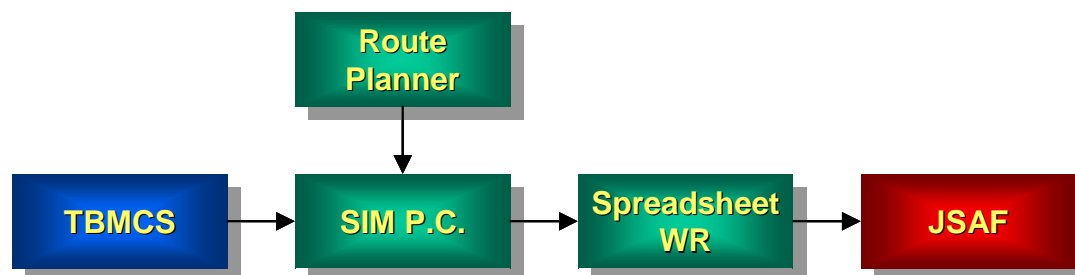 Route
Planner
TBMCS
SIM P.C.
Spreadsheet
WR
JSAF